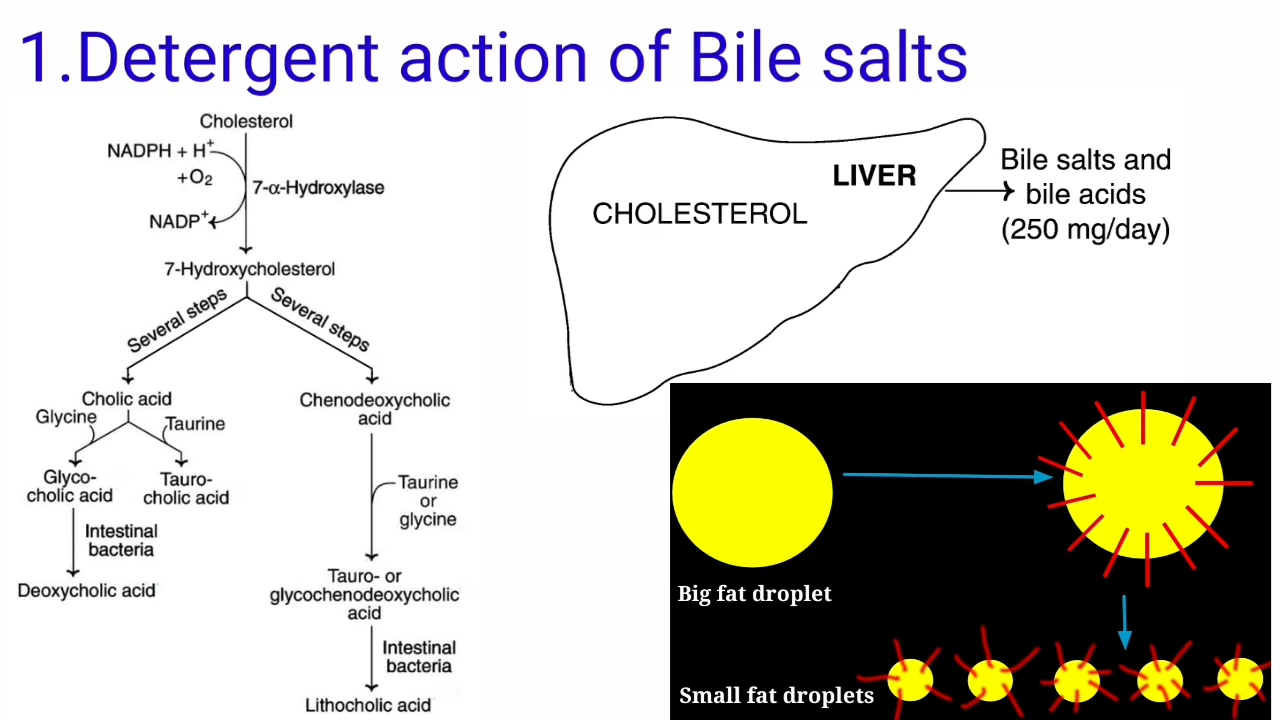 1.Detergent action of Bile salts
Cholesterol
NADPH + H+
+O2
7-α-Hydroxylase
NADP+
7-Hydroxycholesterol
Several steps
Several steps
Cholic acid
Glycine
Taurine
Glyco-
cholic acid
Tauro-
cholic acid
Intestinal
bacteria
Deoxycholic acid
Chenodeoxycholic
acid
Taurine
or
glycine
Tauro- or
glycochenodeoxycholic
acid
Intestinal
bacteria
Lithocholic acid
LIVER
CHOLESTEROL
Bile salts and
bile acids
(250 mg/day)
Big fat droplet
Small fat droplets